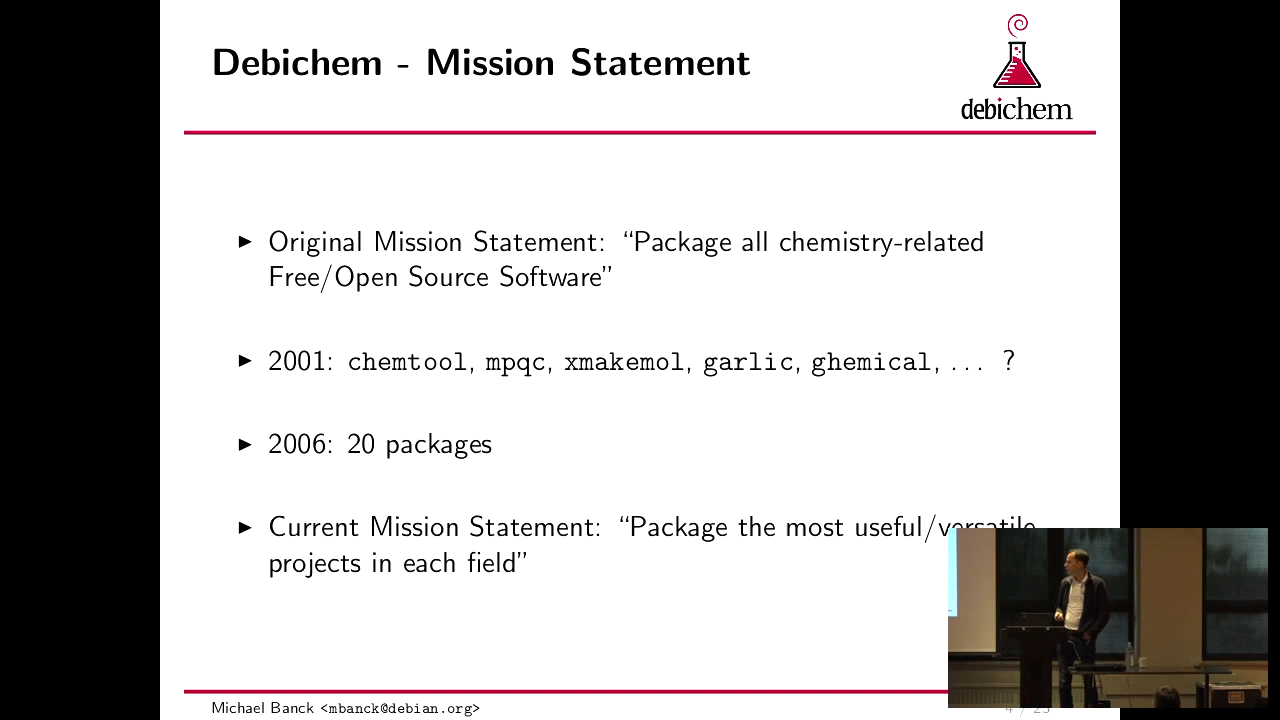 Debichem - Mission Statement
debichem
► Original Mission Statement: “Package all chemistry-related
Free/Open Source Software”
► 2001: chemtool, mpqc, xmakemol, garlic, ghemical, ... ?
► 2006: 20 packages
► Current Mission Statement: “Package the most useful/versatile
projects in each field”
Michael Banck <mbanck@debian.org>
4 / 25